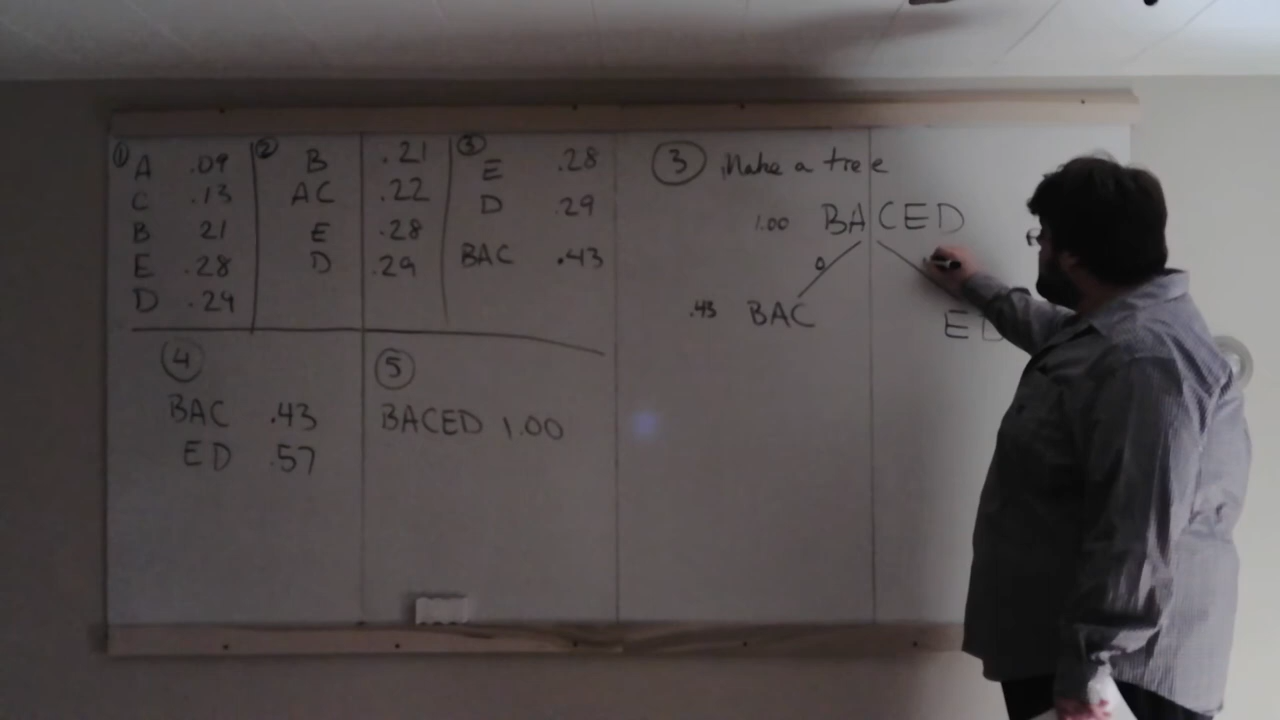 ①
A .09
C .13
B 21
E .28
D .29
②
B .21
AC .22
E .28
D .29
③
E .28
D .29
BAC .43
④
BAC .43
ED .57
⑤
BACED 1.00
③ Make a tree
1.00 BACED
0
.43 BAC
ED